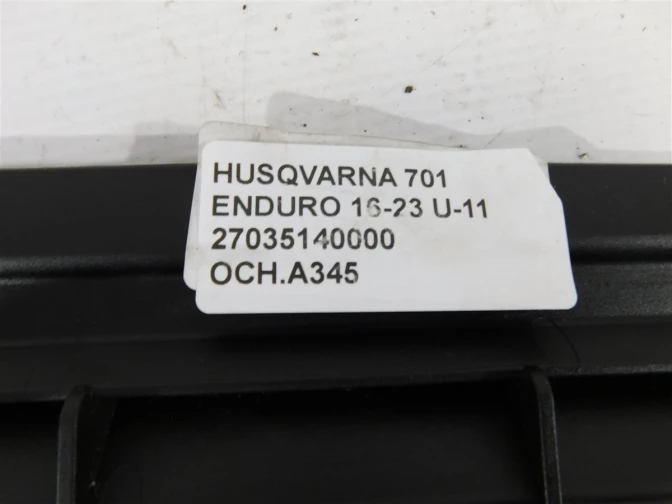 HUSQVARNA 701
ENDURO 16-23 U-11
27035140000
OCH.A345